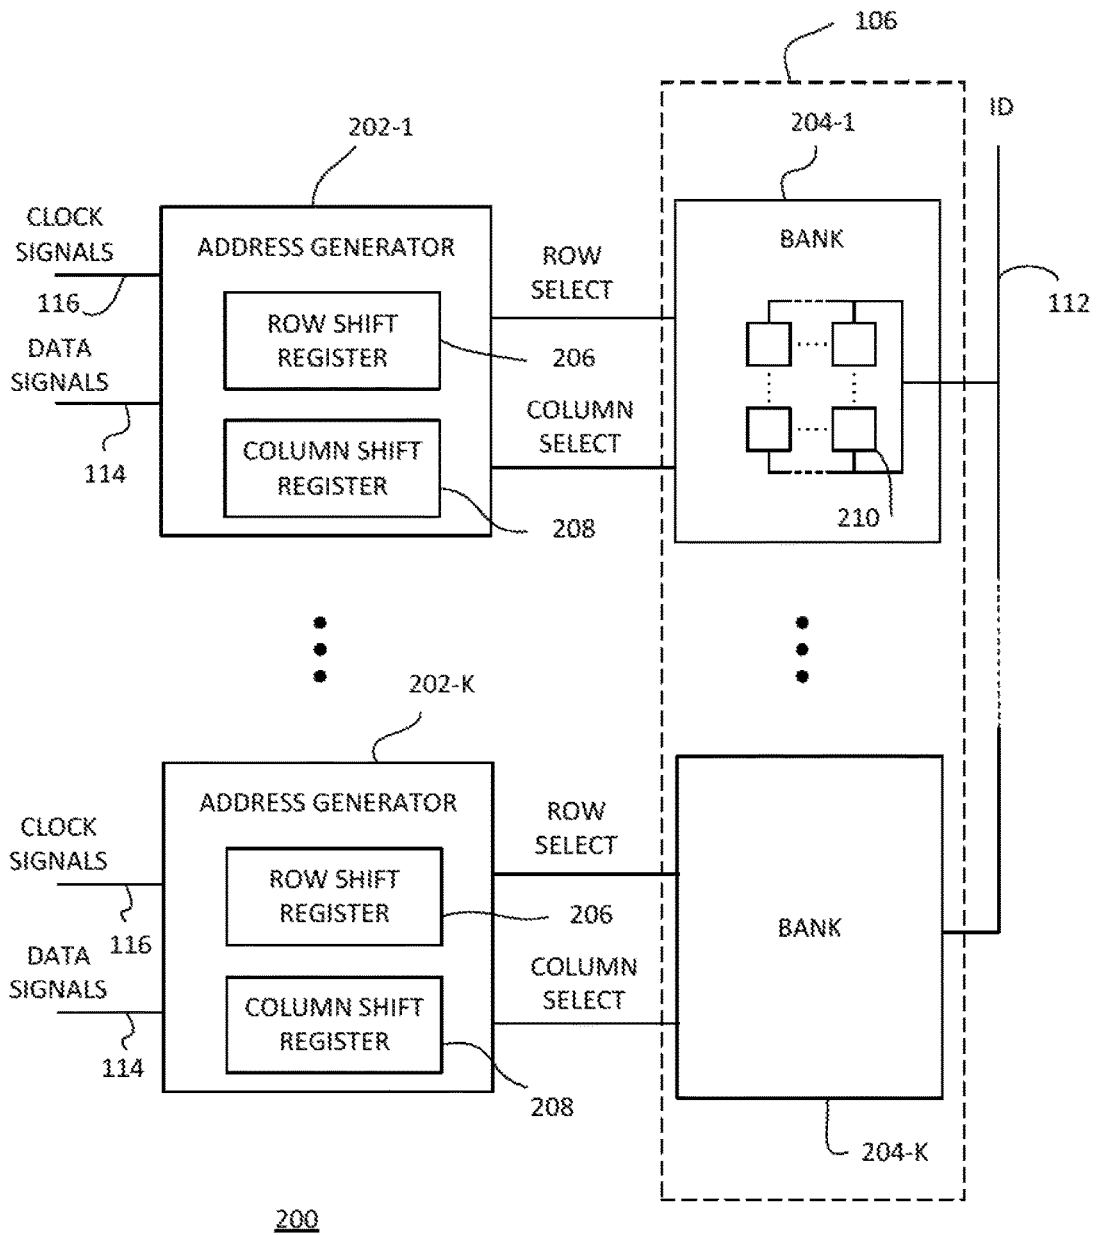 106
ID
202-1
204-1
CLOCK
SIGNALS
116
DATA
SIGNALS
114
ADDRESS GENERATOR
ROW SHIFT
REGISTER
206
COLUMN SHIFT
REGISTER
208
ROW
SELECT
COLUMN
SELECT
BANK
210
112
202-K
CLOCK
SIGNALS
116
DATA
SIGNALS
114
ADDRESS GENERATOR
ROW SHIFT
REGISTER
206
COLUMN SHIFT
REGISTER
208
ROW
SELECT
COLUMN
SELECT
BANK
204-K
200